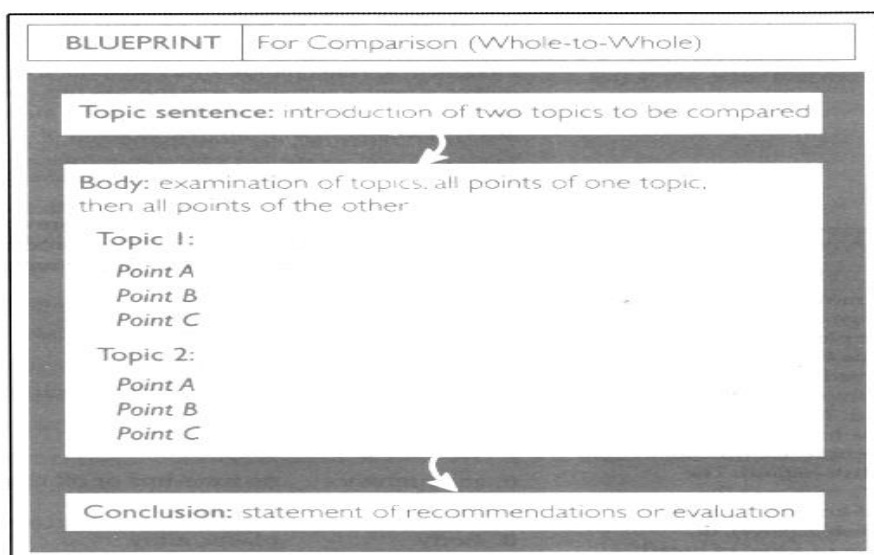 BLUEPRINT For Comparison (Whole-to-Whole)
Topic sentence: introduction of two topics to be compared
Body: examination of topics, all points of one topic,
then all points of the other
Topic 1:
Point A
Point B
Point C
Topic 2:
Point A
Point B
Point C
Conclusion: statement of recommendations or evaluation